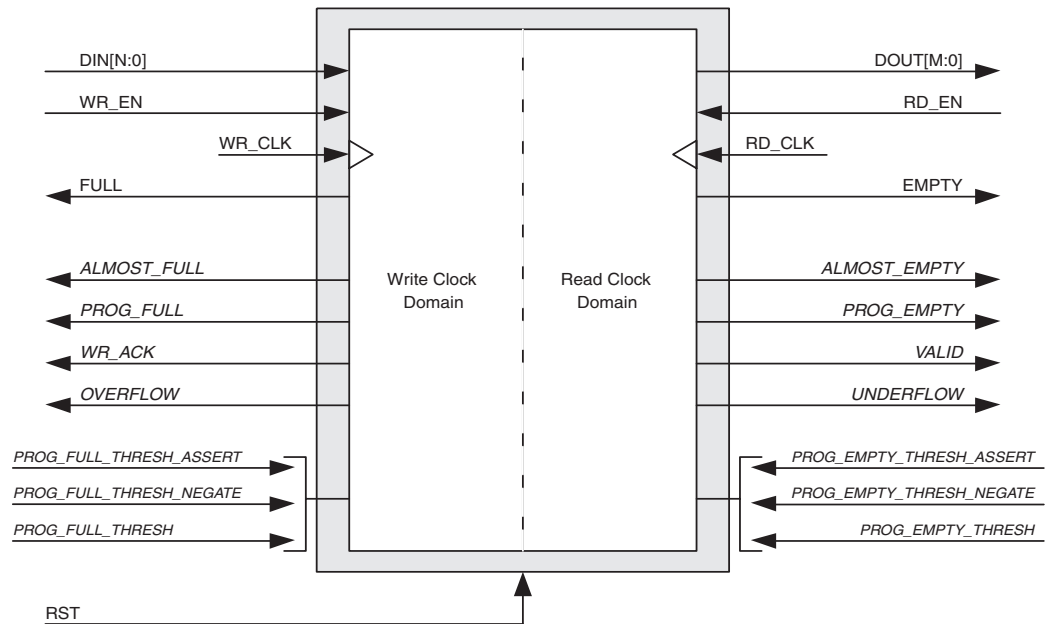 DIN[N:0]
DOUT[M:0]
WR_EN
RD_EN
WR_CLK
RD_CLK
FULL
EMPTY
ALMOST_FULL
Write Clock
Domain
Read Clock
Domain
ALMOST_EMPTY
PROG_FULL
PROG_EMPTY
WR_ACK
VALID
OVERFLOW
UNDERFLOW
PROG_FULL_THRESH_ASSERT
PROG_EMPTY_THRESH_ASSERT
PROG_FULL_THRESH_NEGATE
PROG_EMPTY_THRESH_NEGATE
PROG_FULL_THRESH
PROG_EMPTY_THRESH
RST